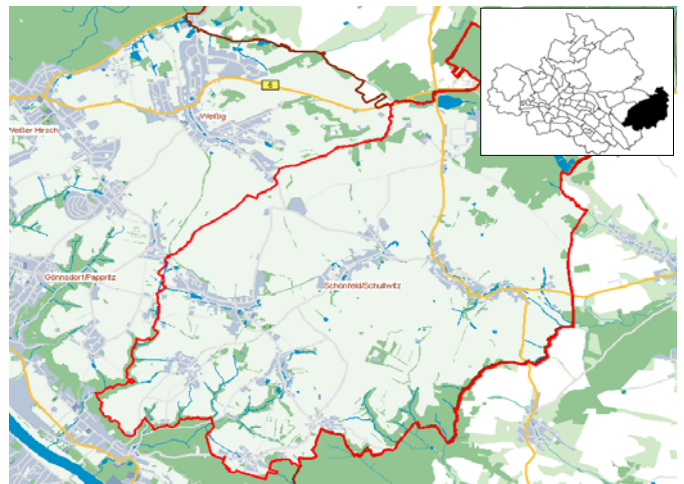 6
Weißig
Weißer Hirsch
Gönnsdorf/Pappritz
Schönfeld/Schullwitz